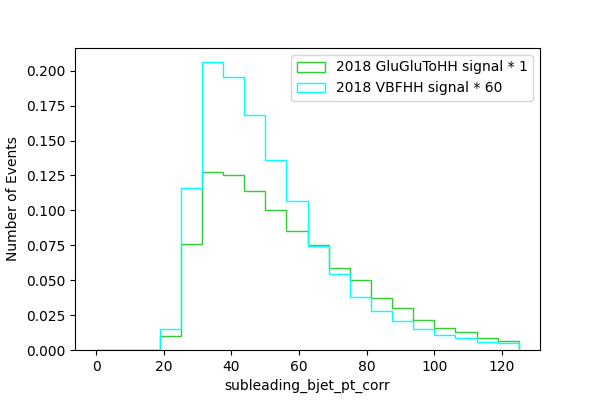 2018 GluGluToHH signal * 1
2018 VBFHH signal * 60
Number of Events
0.200
0.175
0.150
0.125
0.100
0.075
0.050
0.025
0.000
0 20 40 60 80 100 120
subleading_bjet_pt_corr